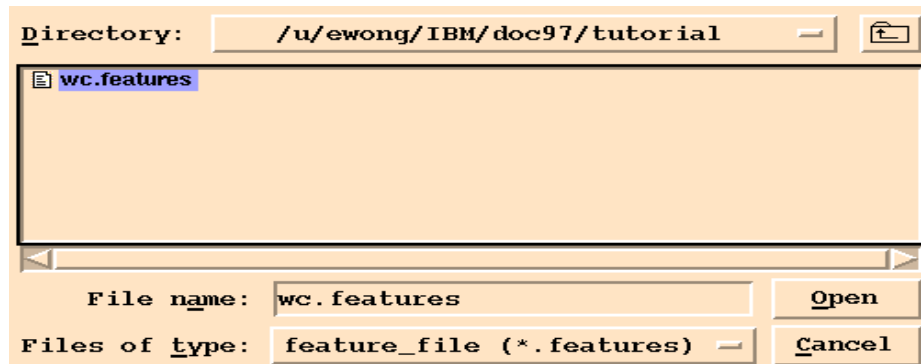 Directory: /u/ewong/IBM/doc97/tutorial
wc.features
File name: wc.features Open
Files of type: feature_file (*.features) Cancel